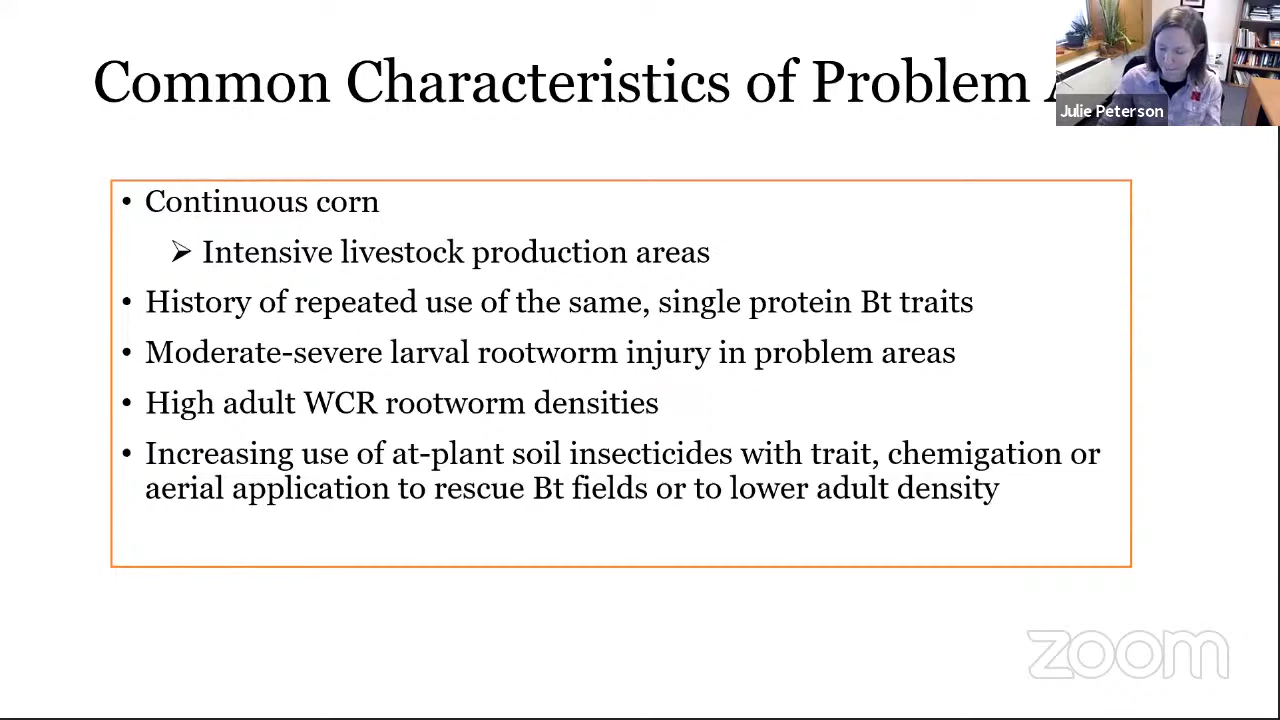 Common Characteristics of Problem
Julie Peterson
• Continuous corn
➢ Intensive livestock production areas
• History of repeated use of the same, single protein Bt traits
• Moderate-severe larval rootworm injury in problem areas
• High adult WCR rootworm densities
• Increasing use of at-plant soil insecticides with trait, chemigation or
aerial application to rescue Bt fields or to lower adult density
zoom